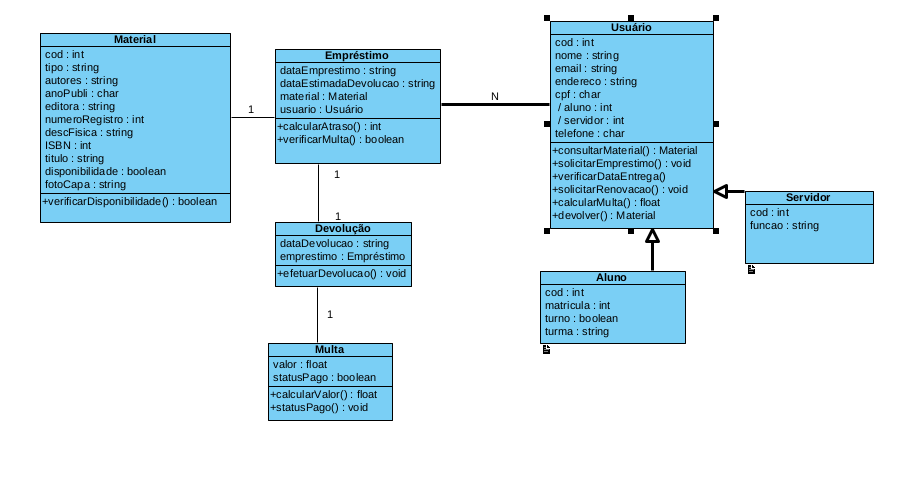 Material
cod : int
tipo : string
autores : string
anoPubli : char
editora : string
numeroRegistro : int
descFisica : string
ISBN : int
titulo : string
disponibilidade : boolean
fotoCapa : string
+verificarDisponibilidade() : boolean
1
Empréstimo
dataEmprestimo : string
dataEstimadaDevolucao : string
material : Material
usuario : Usuário
+calcularAtraso() : int
+verificarMulta() : boolean
N
1
1
Devolução
dataDevolucao : string
emprestimo : Empréstimo
+efetuarDevolucao() : void
1
Multa
valor : float
statusPago : boolean
+calcularValor() : float
+statusPago() : void
Usuário
cod : int
nome : string
email : string
endereco : string
cpf : char
/ aluno : int
/ servidor : int
telefone : char
+consultarMaterial() : Material
+solicitarEmprestimo() : void
+verificarDataEntrega()
+solicitarRenovacao() : void
+calcularMulta() : float
+devolver() : Material
Servidor
cod : int
funcao : string
Aluno
cod : int
matricula : int
turno : boolean
turma : string